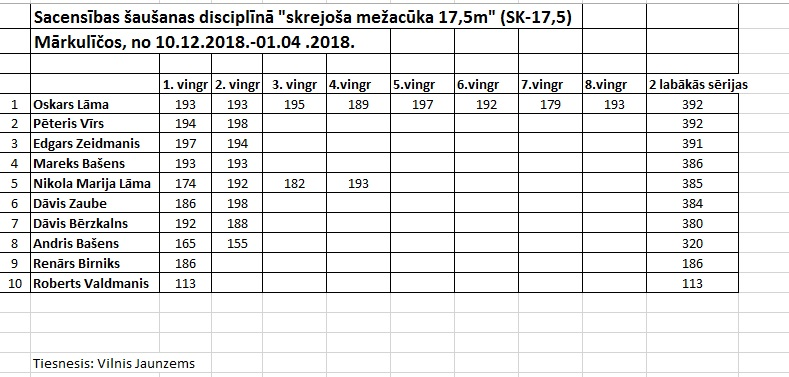 Sacensības šaušanas disciplīnā "skrejoša mežacūka 17,5m" (SK-17,5)
Mārkulīčos, no 10.12.2018.-01.04 .2018.
1. vingr 2. vingr 3. vingr 4.vingr 5.vingr 6.vingr 7.vingr 8.vingr 2 labākās sērijas
1 Oskars Lāma 193 193 195 189 197 192 179 193 392
2 Pēteris Vīrs 194 198 392
3 Edgars Zeidmanis 197 194 391
4 Mareks Bašens 193 193 386
5 Nikola Marija Lāma 174 192 182 193 385
6 Dāvis Zaube 186 198 384
7 Dāvis Bērzkalns 192 188 380
8 Andris Bašens 165 155 320
9 Renārs Birniks 186 186
10 Roberts Valdmanis 113 113
Tiesnesis: Vilnis Jaunzems